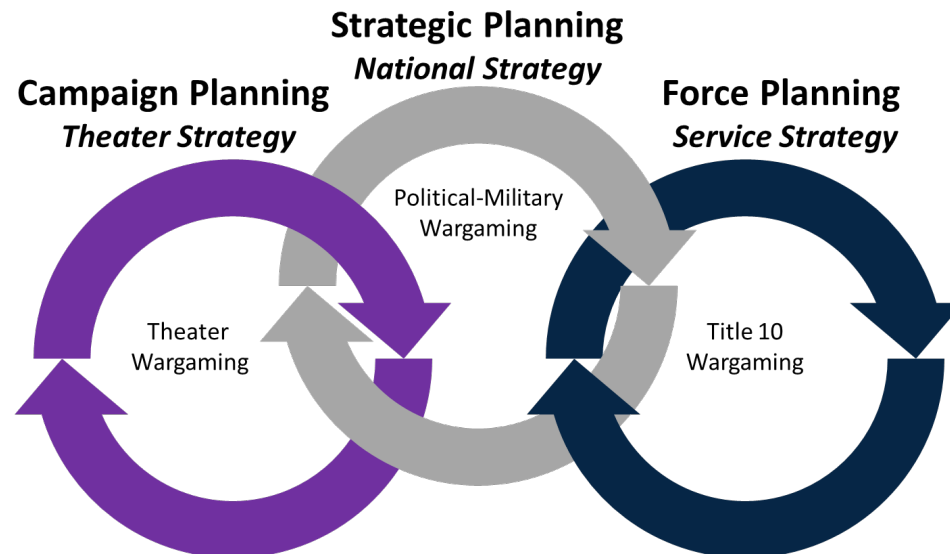 Strategic Planning
National Strategy
Campaign Planning
Theater Strategy
Force Planning
Service Strategy
Political-Military
Wargaming
Theater
Wargaming
Title 10
Wargaming